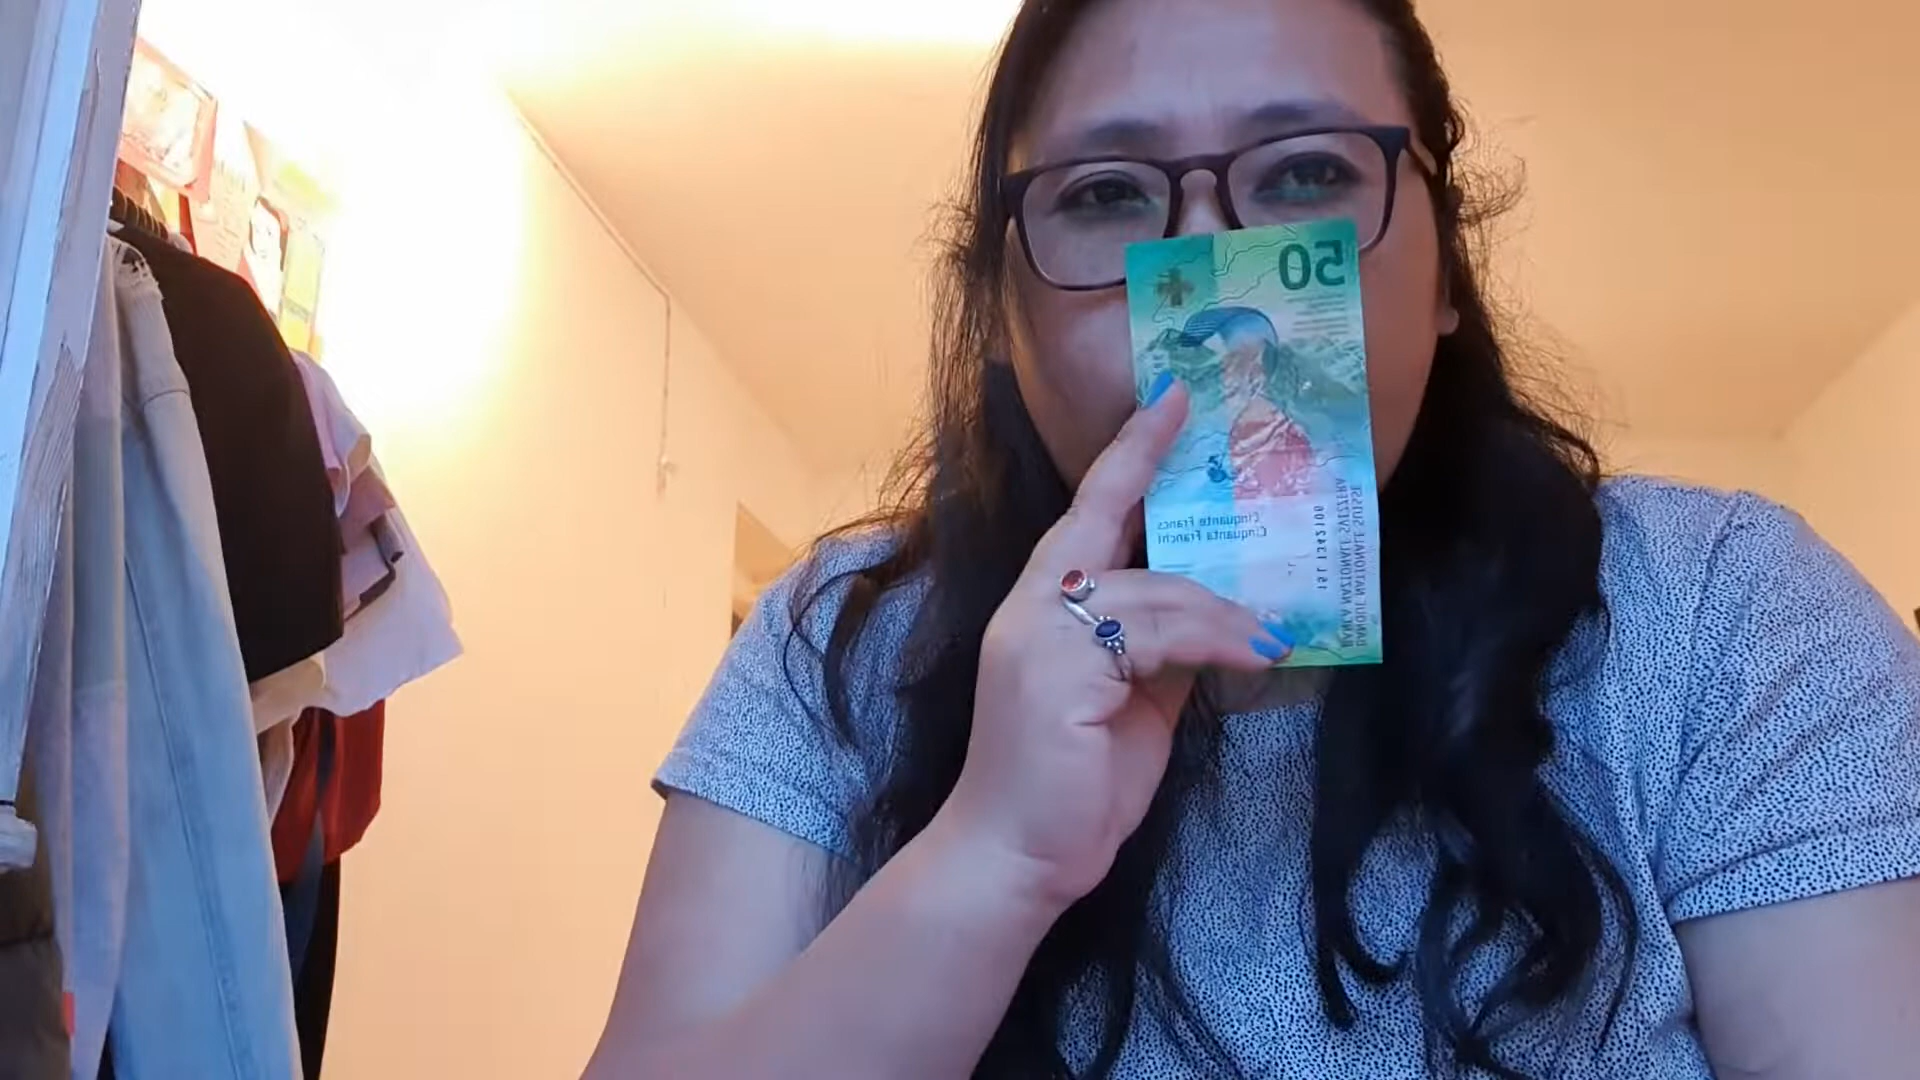 50
Cinquante Francs
Cinquanta Franchi
BANCA NAZIONALE SVIZZERA
BANQUE NATIONALE SUISSE